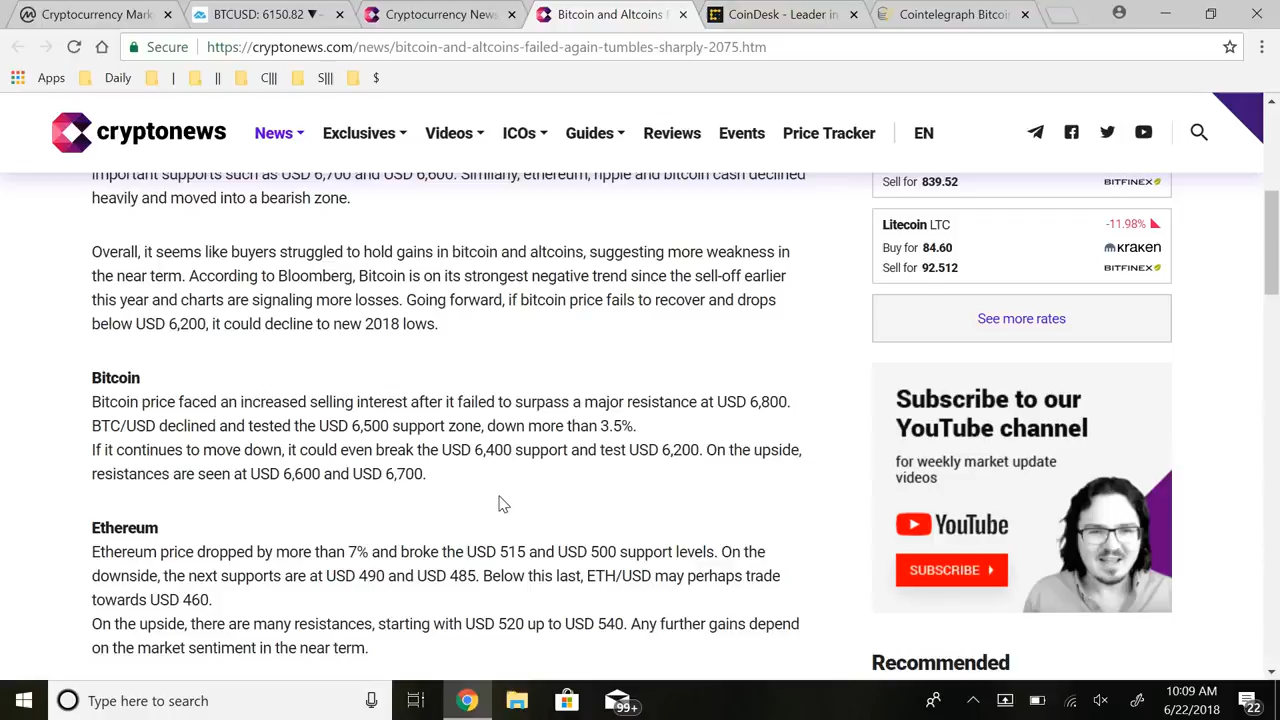 Cryptocurrency Mark
BTCUSD: 6150.82 ▼
Cryptocurrency New
Bitcoin and Altcoins F
CoinDesk - Leader in
Cointelegraph Bitcoi
Secure
https://cryptonews.com/news/bitcoin-and-altcoins-failed-again-tumbles-sharply-2075.htm
Apps
Daily
|
||
C|||
S|||
$
cryptonews
News
Exclusives
Videos
ICOs
Guides
Reviews
Events
Price Tracker
EN
important supports such as USD 6,700 and USD 6,600. Similarly, ethereum, ripple and bitcoin cash declined
heavily and moved into a bearish zone.
Overall, it seems like buyers struggled to hold gains in bitcoin and altcoins, suggesting more weakness in
the near term. According to Bloomberg, Bitcoin is on its strongest negative trend since the sell-off earlier
this year and charts are signaling more losses. Going forward, if bitcoin price fails to recover and drops
below USD 6,200, it could decline to new 2018 lows.
Bitcoin
Bitcoin price faced an increased selling interest after it failed to surpass a major resistance at USD 6,800.
BTC/USD declined and tested the USD 6,500 support zone, down more than 3.5%.
If it continues to move down, it could even break the USD 6,400 support and test USD 6,200. On the upside,
resistances are seen at USD 6,600 and USD 6,700.
Ethereum
Ethereum price dropped by more than 7% and broke the USD 515 and USD 500 support levels. On the
downside, the next supports are at USD 490 and USD 485. Below this last, ETH/USD may perhaps trade
towards USD 460.
On the upside, there are many resistances, starting with USD 520 up to USD 540. Any further gains depend
on the market sentiment in the near term.
Sell for 839.52
BITFINEX
Litecoin LTC
-11.98%
Buy for 84.60
KRAKEN
Sell for 92.512
BITFINEX
See more rates
Subscribe to our
YouTube channel
for weekly market update
videos
YouTube
SUBSCRIBE
Recommended
Type here to search
99+
10:09 AM
6/22/2018
22